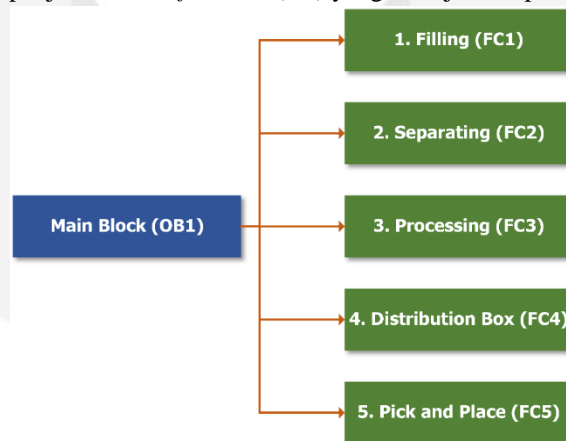 1. Filling (FC1)
2. Separating (FC2)
Main Block (OB1)
3. Processing (FC3)
4. Distribution Box (FC4)
5. Pick and Place (FC5)